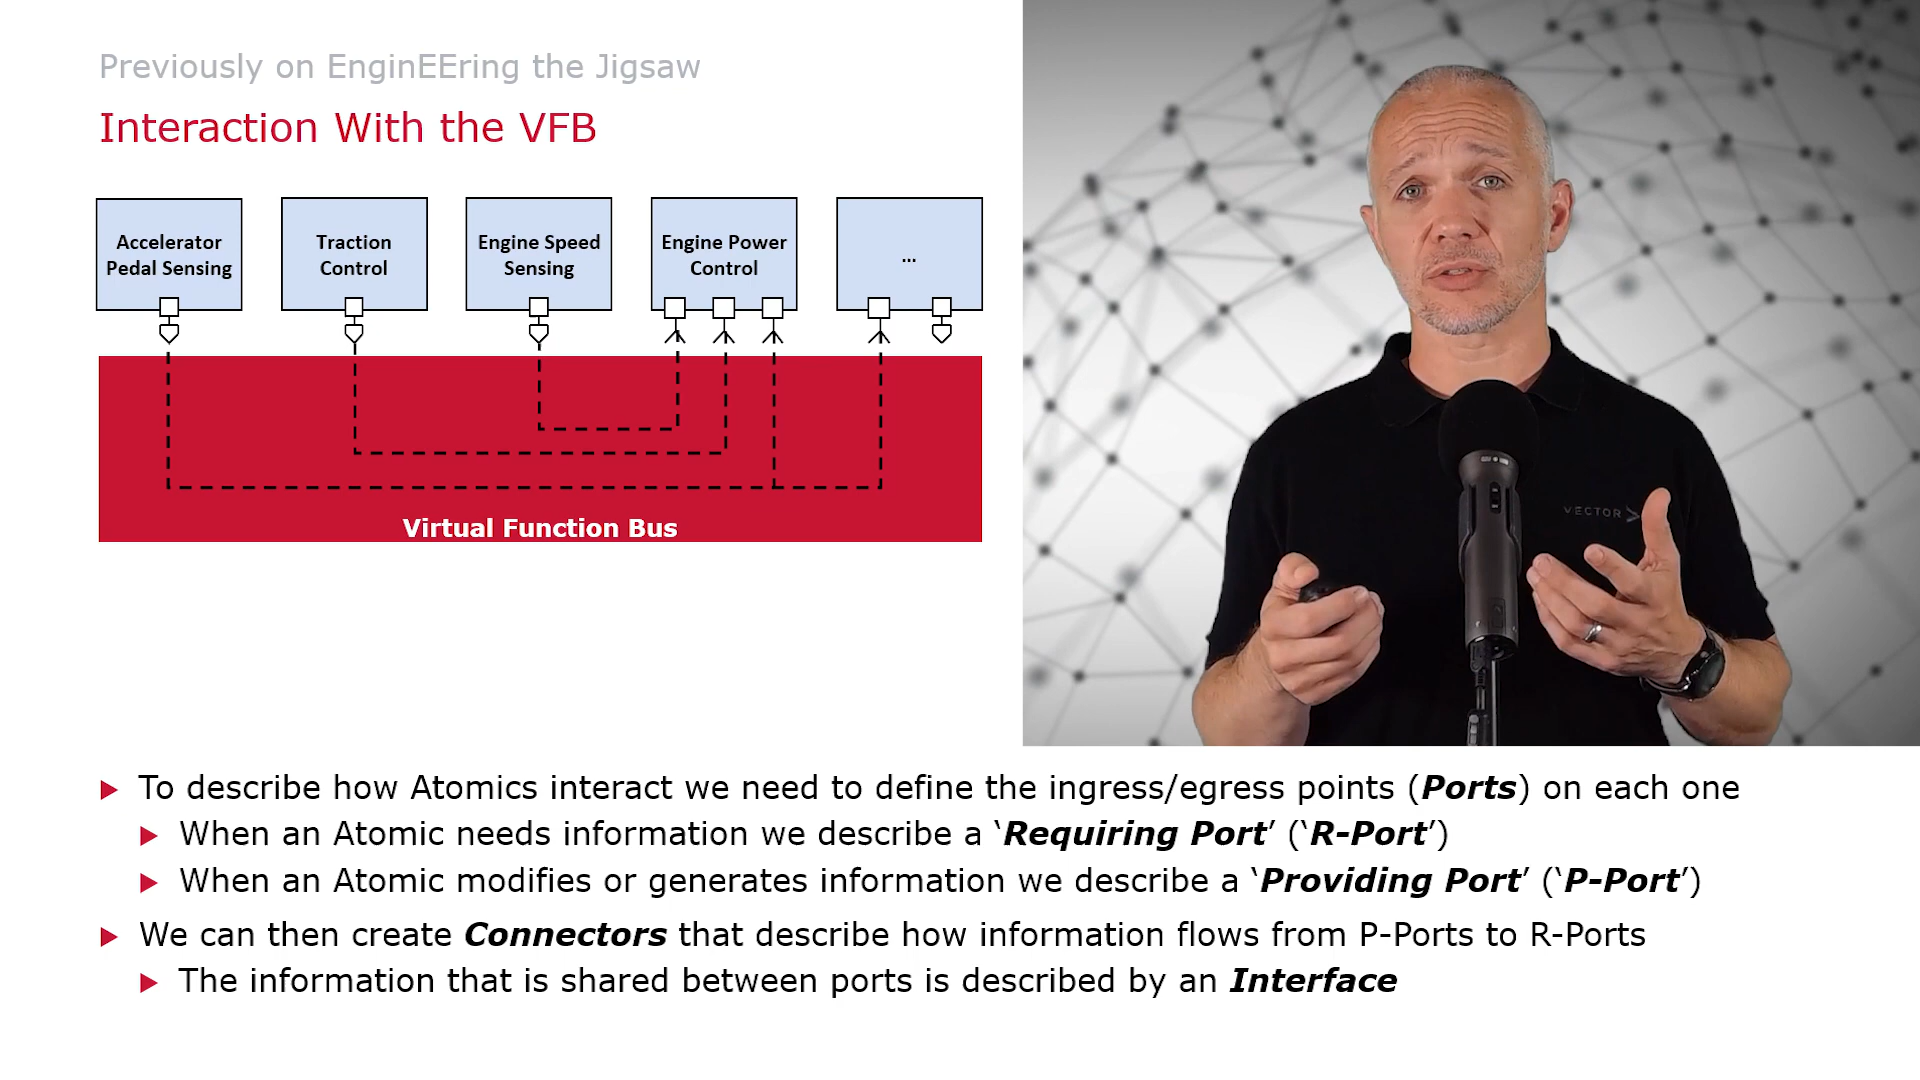 Previously on EnginEEring the Jigsaw
Interaction With the VFB
Accelerator
Pedal Sensing
Traction
Control
Engine Speed
Sensing
Engine Power
Control
...
Virtual Function Bus
VECTOR
To describe how Atomics interact we need to define the ingress/egress points (Ports) on each one
When an Atomic needs information we describe a ‘Requiring Port’ (‘R-Port’)
When an Atomic modifies or generates information we describe a ‘Providing Port’ (‘P-Port’)
We can then create Connectors that describe how information flows from P-Ports to R-Ports
The information that is shared between ports is described by an Interface